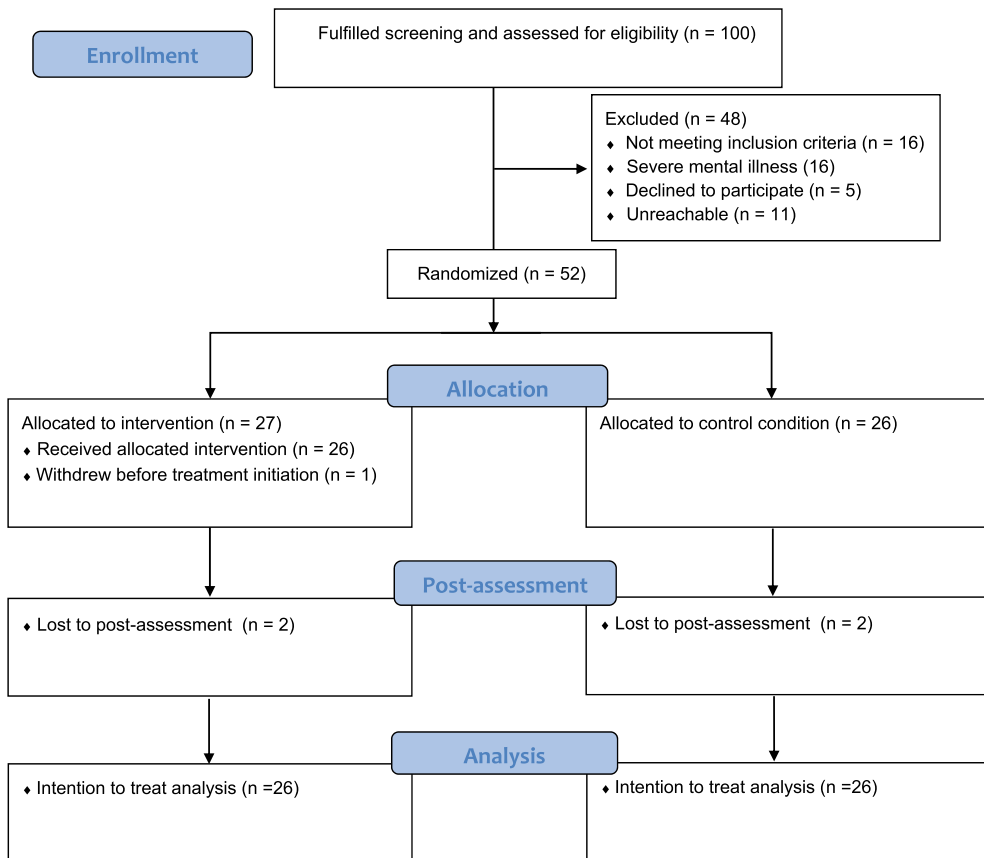 Enrollment
Fulfilled screening and assessed for eligibility (n = 100)
Excluded (n = 48)
♦ Not meeting inclusion criteria (n = 16)
♦ Severe mental illness (16)
♦ Declined to participate (n = 5)
♦ Unreachable (n = 11)
Randomized (n = 52)
Allocation
Allocated to intervention (n = 27)
♦ Received allocated intervention (n = 26)
♦ Withdrew before treatment initiation (n = 1)
Allocated to control condition (n = 26)
Post-assessment
♦ Lost to post-assessment (n = 2)
♦ Lost to post-assessment (n = 2)
Analysis
♦ Intention to treat analysis (n =26)
♦ Intention to treat analysis (n =26)